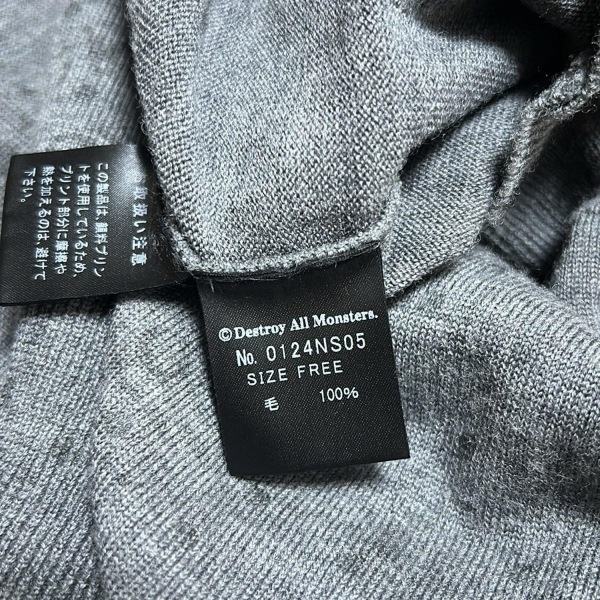 お取扱い注意
この製品は、顔料プリン
トを使用しているため、
プリント部分に摩擦や
熱を加えるのは、避けて
下さい。
©Destroy All Monsters.
No. 0124NS05
SIZE FREE
毛 100%